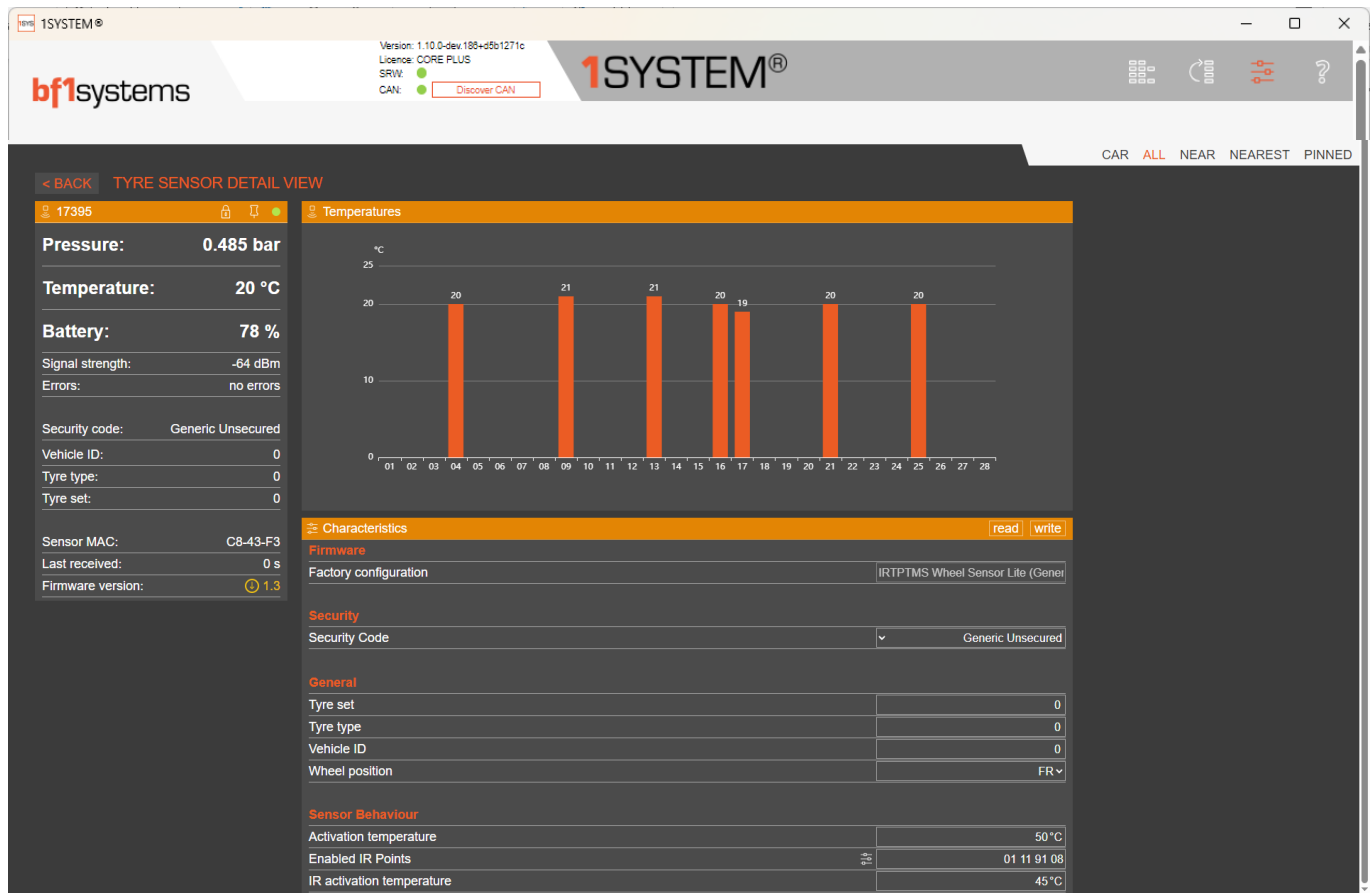 1SYS 1SYSTEM®
Version: 1.10.0-dev.186+d5b1271c
Licence: CORE PLUS
SRW:
CAN: Discover CAN
bf1systems
1SYSTEM®
CAR ALL NEAR NEAREST PINNED
< BACK TYRE SENSOR DETAIL VIEW
17395
Pressure: 0.485 bar
Temperature: 20 °C
Battery: 78 %
Signal strength: -64 dBm
Errors: no errors
Security code: Generic Unsecured
Vehicle ID: 0
Tyre type: 0
Tyre set: 0
Sensor MAC: C8-43-F3
Last received: 0 s
Firmware version: 1.3
Temperatures
°C
25
20
10
0
20 21 21 20 19 20 20
01 02 03 04 05 06 07 08 09 10 11 12 13 14 15 16 17 18 19 20 21 22 23 24 25 26 27 28
Characteristics read write
Firmware
Factory configuration IRTPTMS Wheel Sensor Lite (Gener
Security
Security Code Generic Unsecured
General
Tyre set 0
Tyre type 0
Vehicle ID 0
Wheel position FR
Sensor Behaviour
Activation temperature 50°C
Enabled IR Points 01 11 91 08
IR activation temperature 45°C